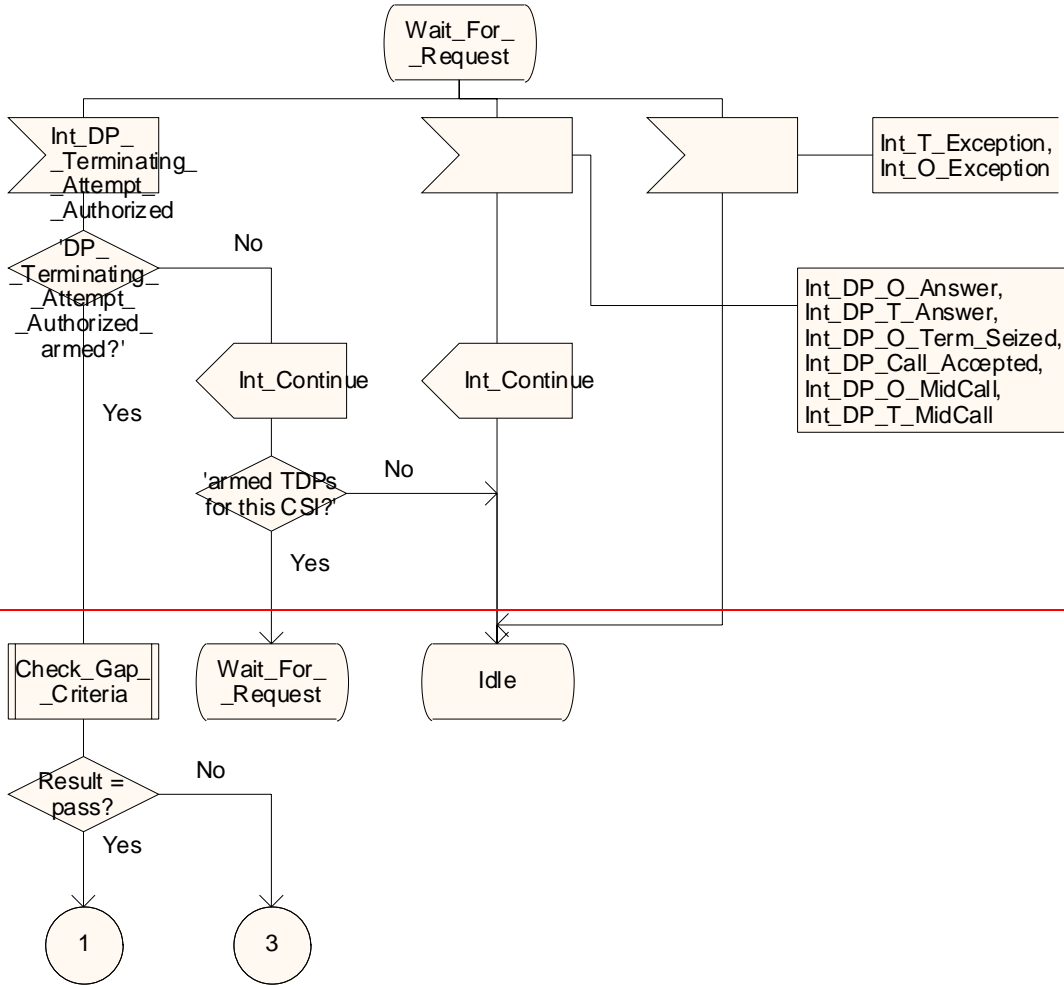 Wait_For_
_Request
Int_DP_
_Terminating_
_Attempt_
_Authorized
Int_T_Exception,
Int_O_Exception
'DP_
_Terminating_
_Attempt_
_Authorized_
armed?'
No
Yes
Int_DP_O_Answer,
Int_DP_T_Answer,
Int_DP_O_Term_Seized,
Int_DP_Call_Accepted,
Int_DP_O_MidCall,
Int_DP_T_MidCall
Int_Continue
Int_Continue
'armed TDPs
for this CSI?'
No
Yes
Check_Gap_
_Criteria
Wait_For_
_Request
Idle
Result =
pass?
No
Yes
1
3